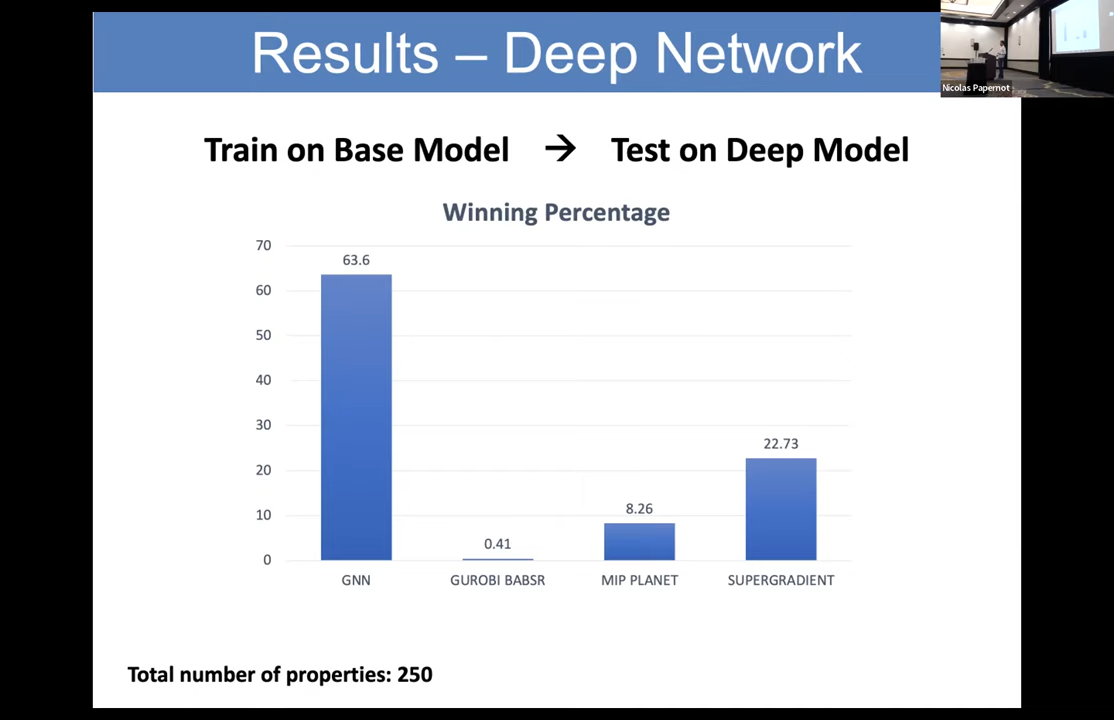 Results – Deep Network
Nicolas Papernot
Train on Base Model → Test on Deep Model
Winning Percentage
70
60
50
40
30
20
10
0
63.6
0.41
8.26
22.73
GNN
GUROBI BABSR
MIP PLANET
SUPERGRADIENT
Total number of properties: 250